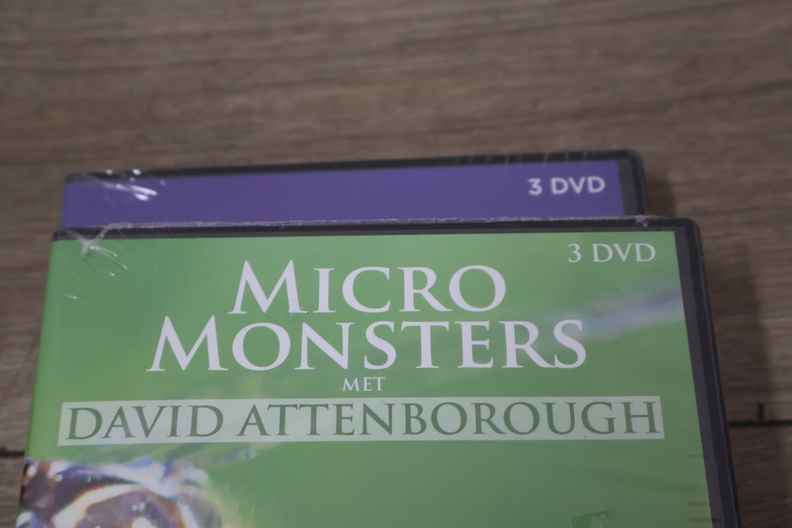 3 DVD
3 DVD
MICRO
MONSTERS
MET
DAVID ATTENBOROUGH